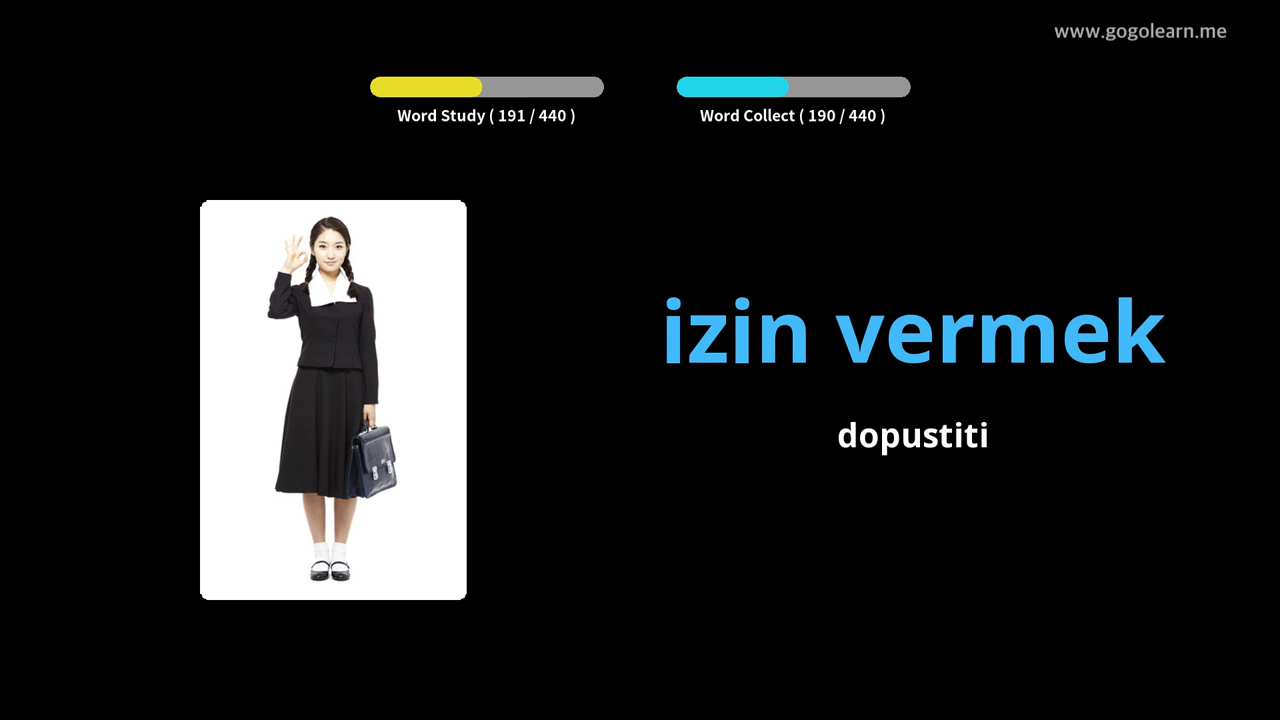 www.gogolearn.me
Word Study ( 191 / 440 )
Word Collect ( 190 / 440 )
izin vermek
dopustiti